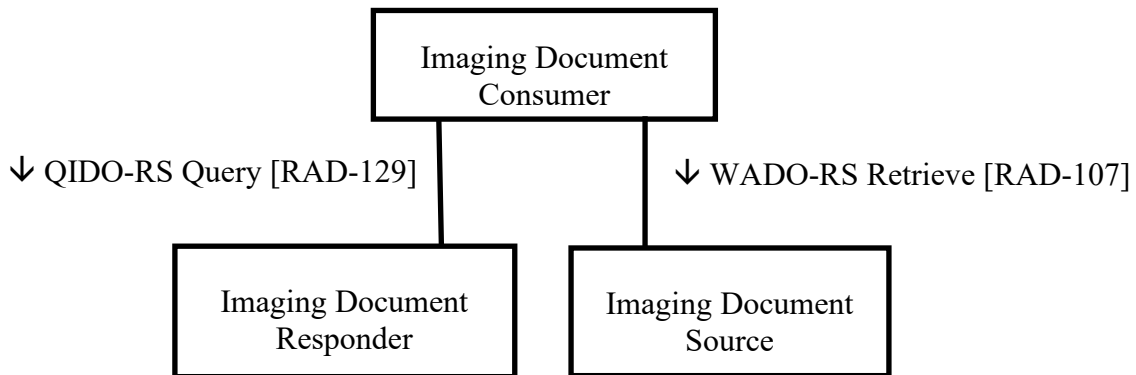 Imaging Document
Consumer
↓ QIDO-RS Query [RAD-129]
↓ WADO-RS Retrieve [RAD-107]
Imaging Document
Responder
Imaging Document
Source